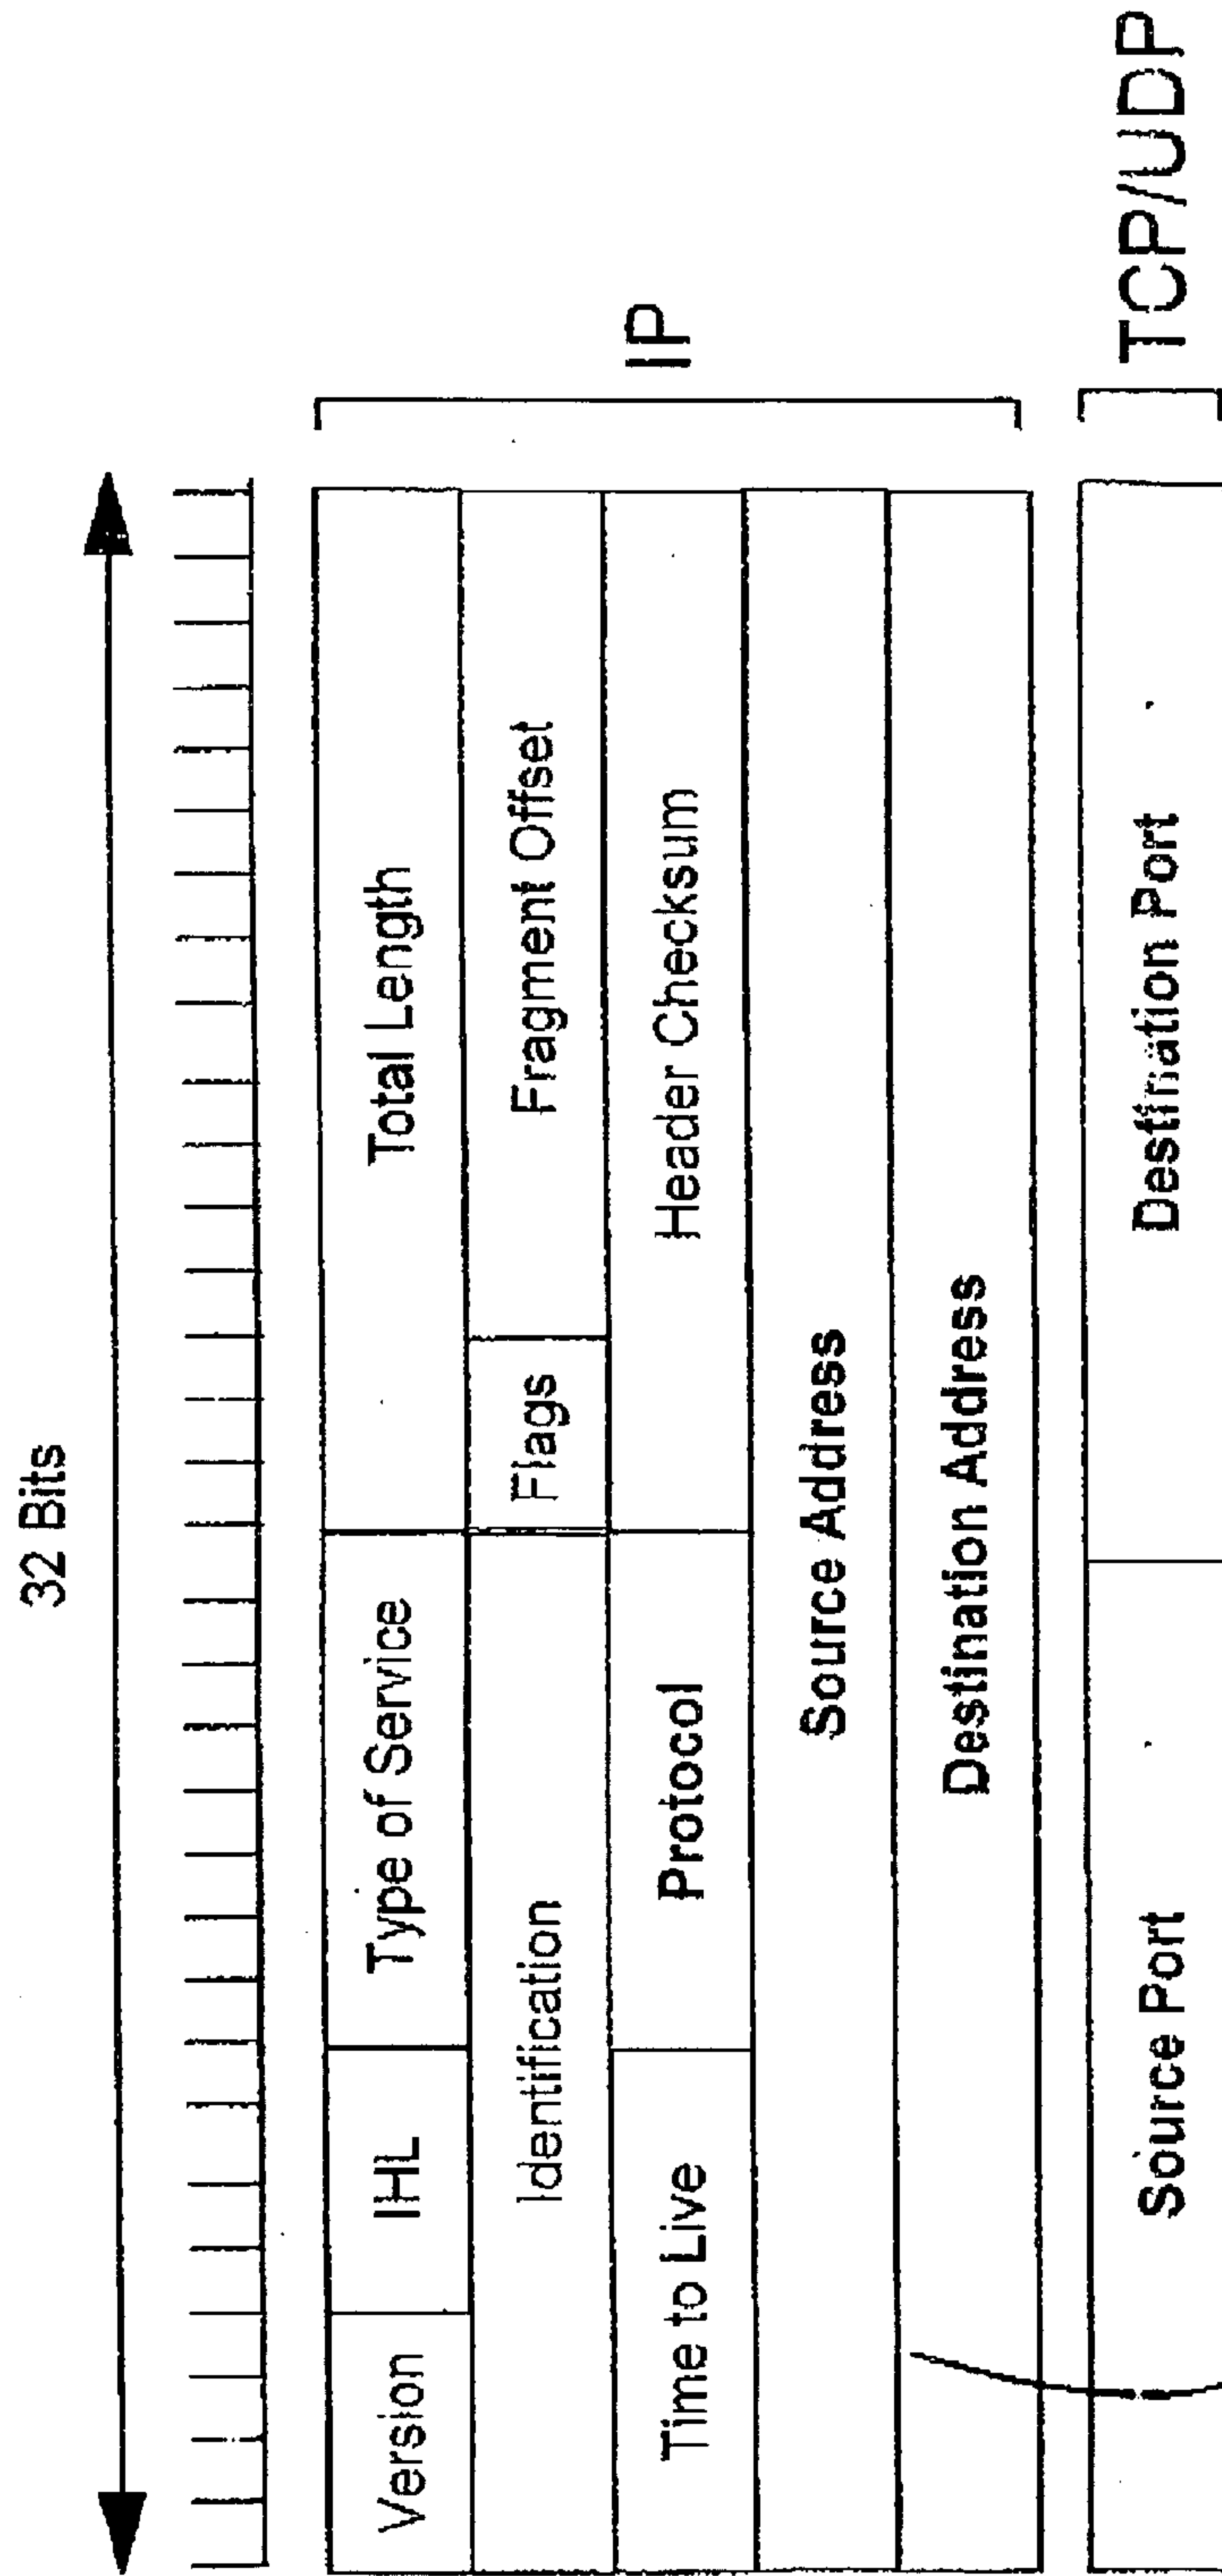 32 Bits
Version IHL Type of Service Total Length
Identification Flags Fragment Offset
Time to Live Protocol Header Checksum
Source Address
Destination Address
IP
Source Port Destination Port
TCP/UDP